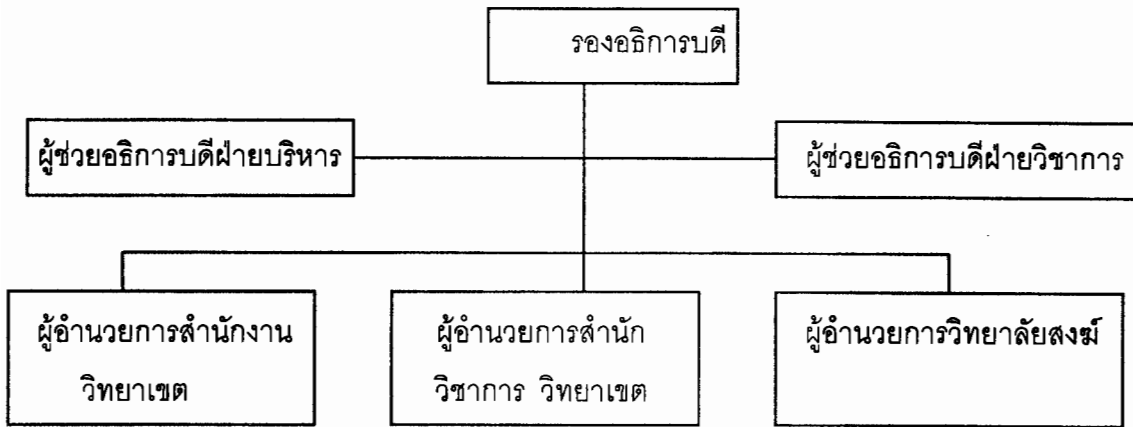 รองอธิการบดี
ผู้ช่วยอธิการบดีฝ่ายบริหาร
ผู้ช่วยอธิการบดีฝ่ายวิชาการ
ผู้อำนวยการสำนักงาน
วิทยาเขต
ผู้อำนวยการสำนัก
วิชาการ วิทยาเขต
ผู้อำนวยการวิทยาลัยสงฆ์